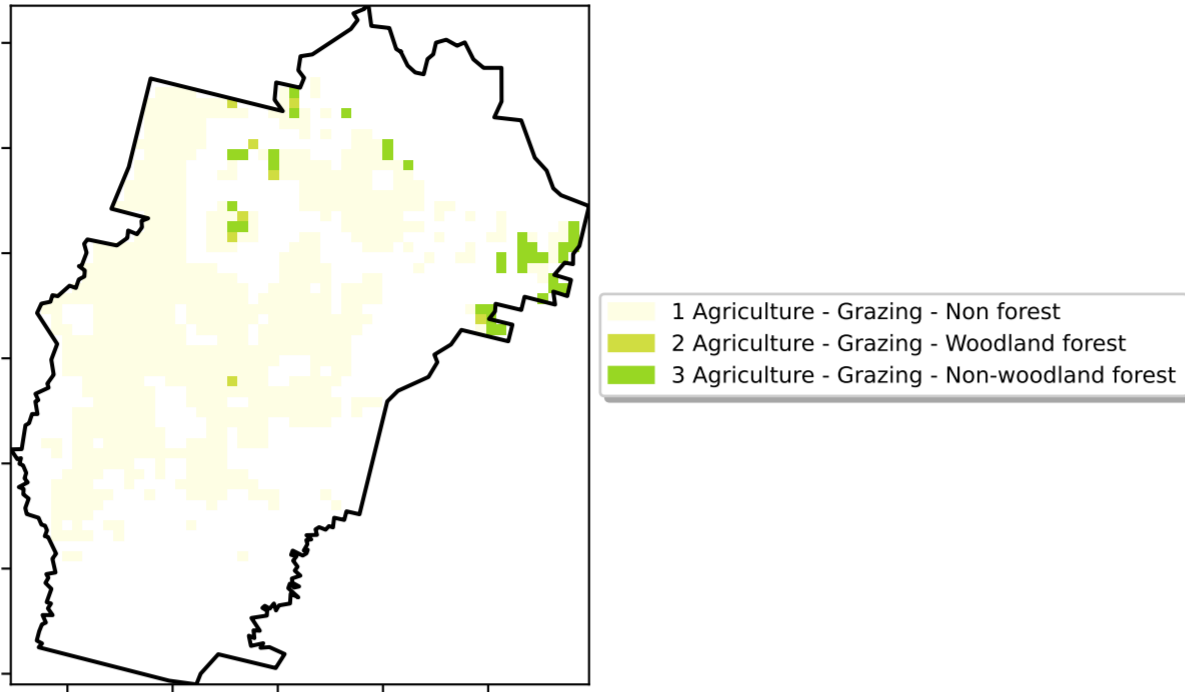 1 Agriculture - Grazing - Non forest
2 Agriculture - Grazing - Woodland forest
3 Agriculture - Grazing - Non-woodland forest